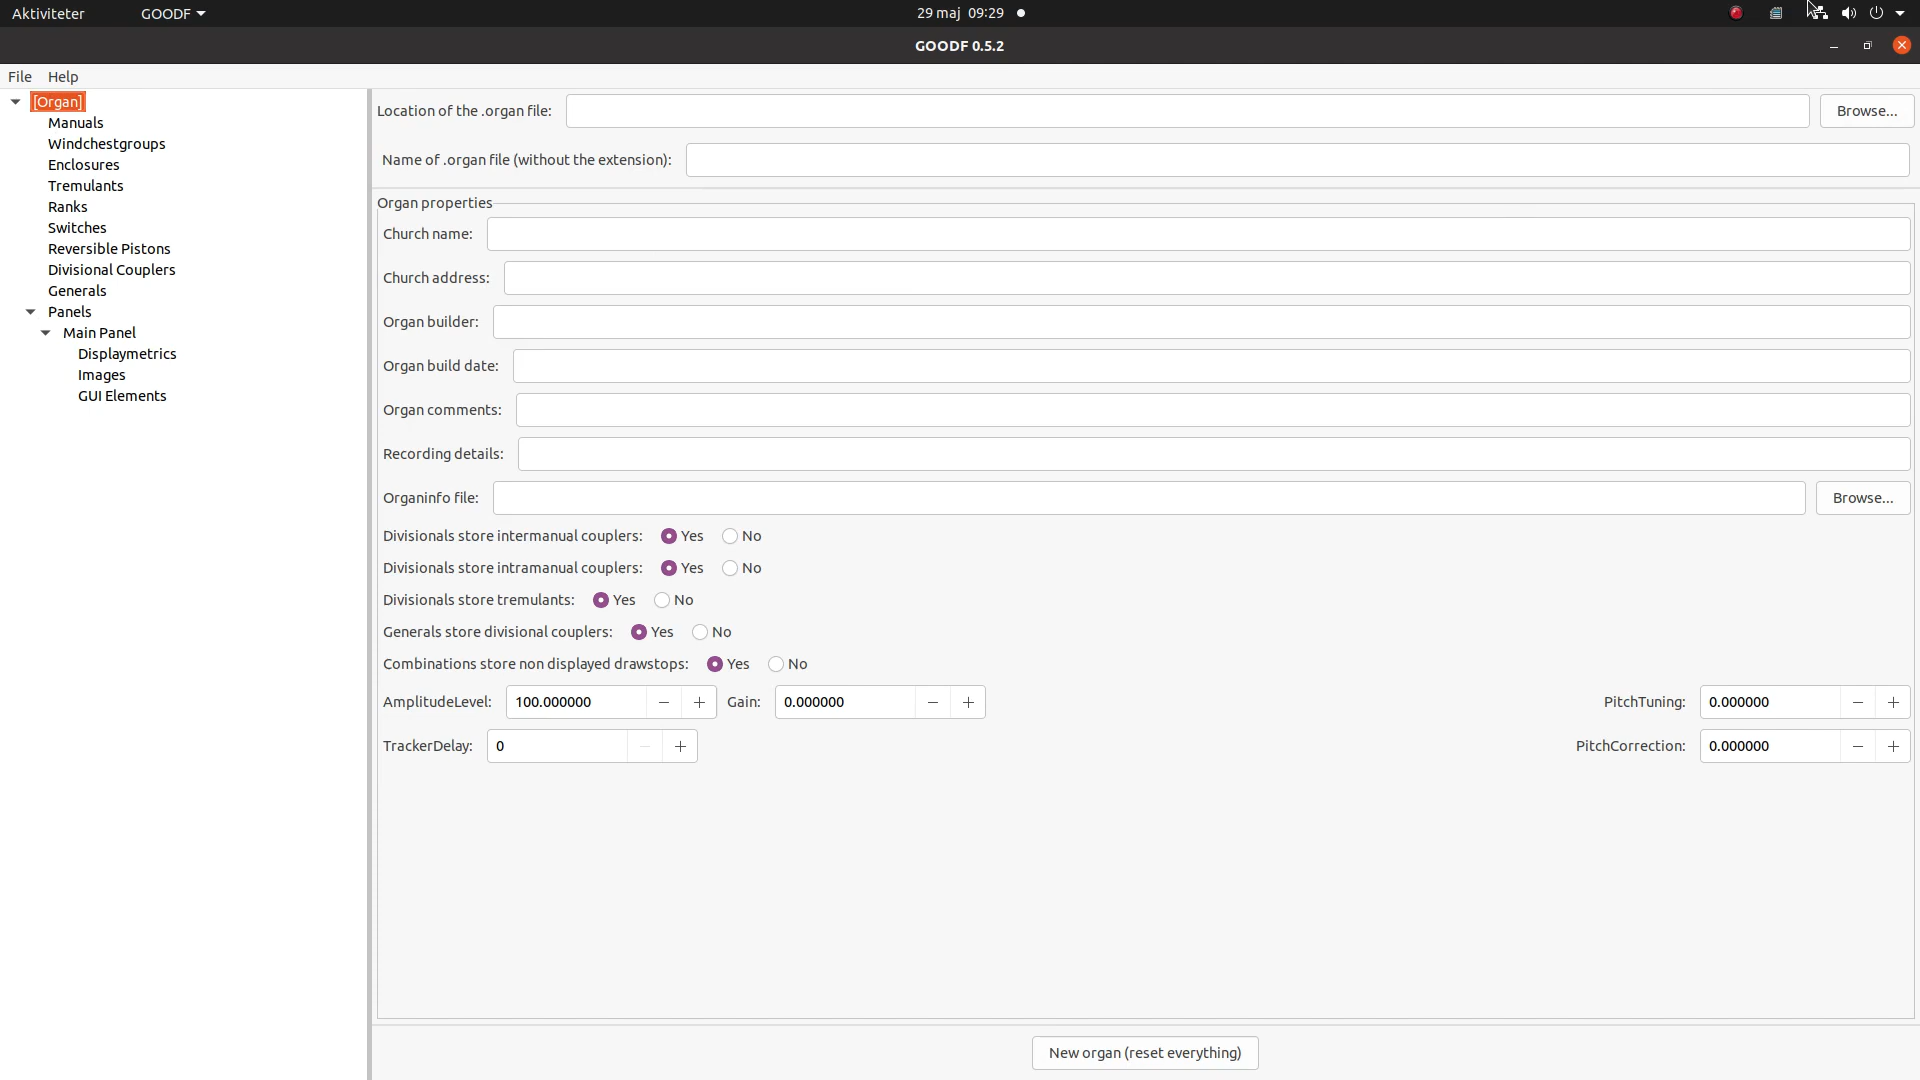 Aktiviteter GOODF 29 maj 09:29
GOODF 0.5.2
File Help
[Organ]
Manuals
Windchestgroups
Enclosures
Tremulants
Ranks
Switches
Reversible Pistons
Divisional Couplers
Generals
Panels
Main Panel
Displaymetrics
Images
GUI Elements
Location of the .organ file: Browse...
Name of .organ file (without the extension):
Organ properties
Church name:
Church address:
Organ builder:
Organ build date:
Organ comments:
Recording details:
Organinfo file: Browse...
Divisionals store intermanual couplers: Yes No
Divisionals store intramanual couplers: Yes No
Divisionals store tremulants: Yes No
Generals store divisional couplers: Yes No
Combinations store non displayed drawstops: Yes No
AmplitudeLevel: 100.000000 − + Gain: 0.000000 − + PitchTuning: 0.000000 − +
TrackerDelay: 0 − + PitchCorrection: 0.000000 − +
New organ (reset everything)